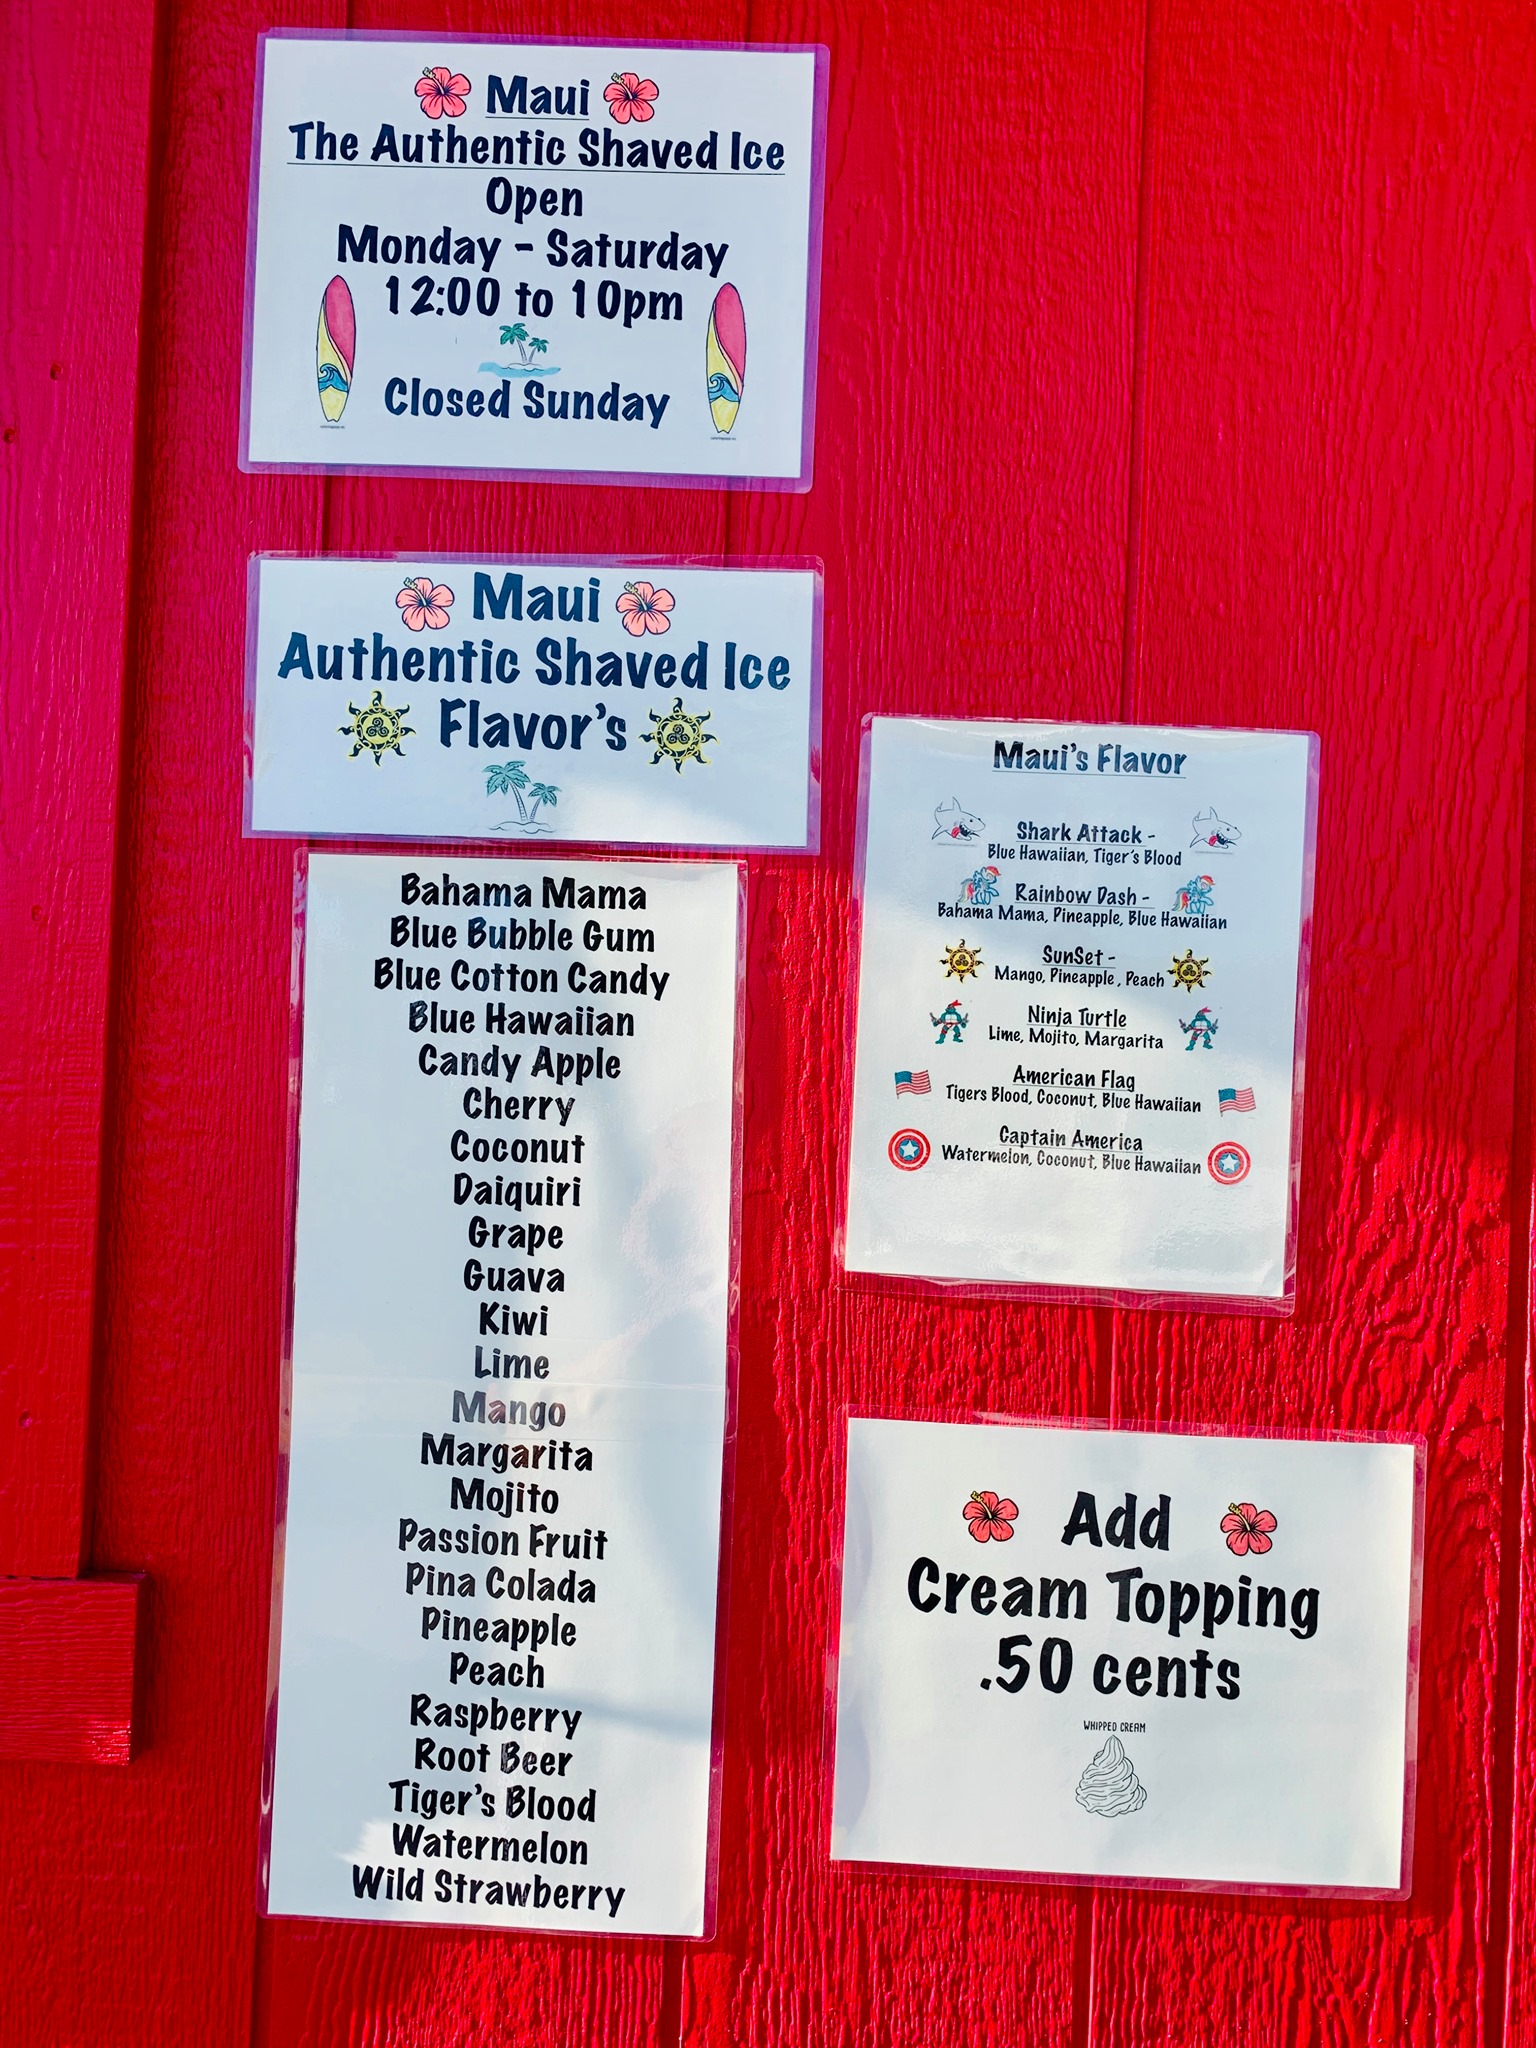 Maui
The Authentic Shaved Ice
Open
Monday - Saturday
12:00 to 10pm
Closed Sunday
Maui
Authentic Shaved Ice
Flavor's
Bahama Mama
Blue Bubble Gum
Blue Cotton Candy
Blue Hawaiian
Candy Apple
Cherry
Coconut
Daiquiri
Grape
Guava
Kiwi
Lime
Mango
Margarita
Mojito
Passion Fruit
Pina Colada
Pineapple
Peach
Raspberry
Root Beer
Tiger's Blood
Watermelon
Wild Strawberry
Maui's Flavor
Shark Attack -
Blue Hawaiian, Tiger's Blood
Rainbow Dash -
Bahama Mama, Pineapple, Blue Hawaiian
SunSet -
Mango, Pineapple , Peach
Ninja Turtle
Lime, Mojito, Margarita
American Flag
Tigers Blood, Coconut, Blue Hawaiian
Captain America
Watermelon, Coconut, Blue Hawaiian
Add
Cream Topping
.50 cents
WHIPPED CREAM